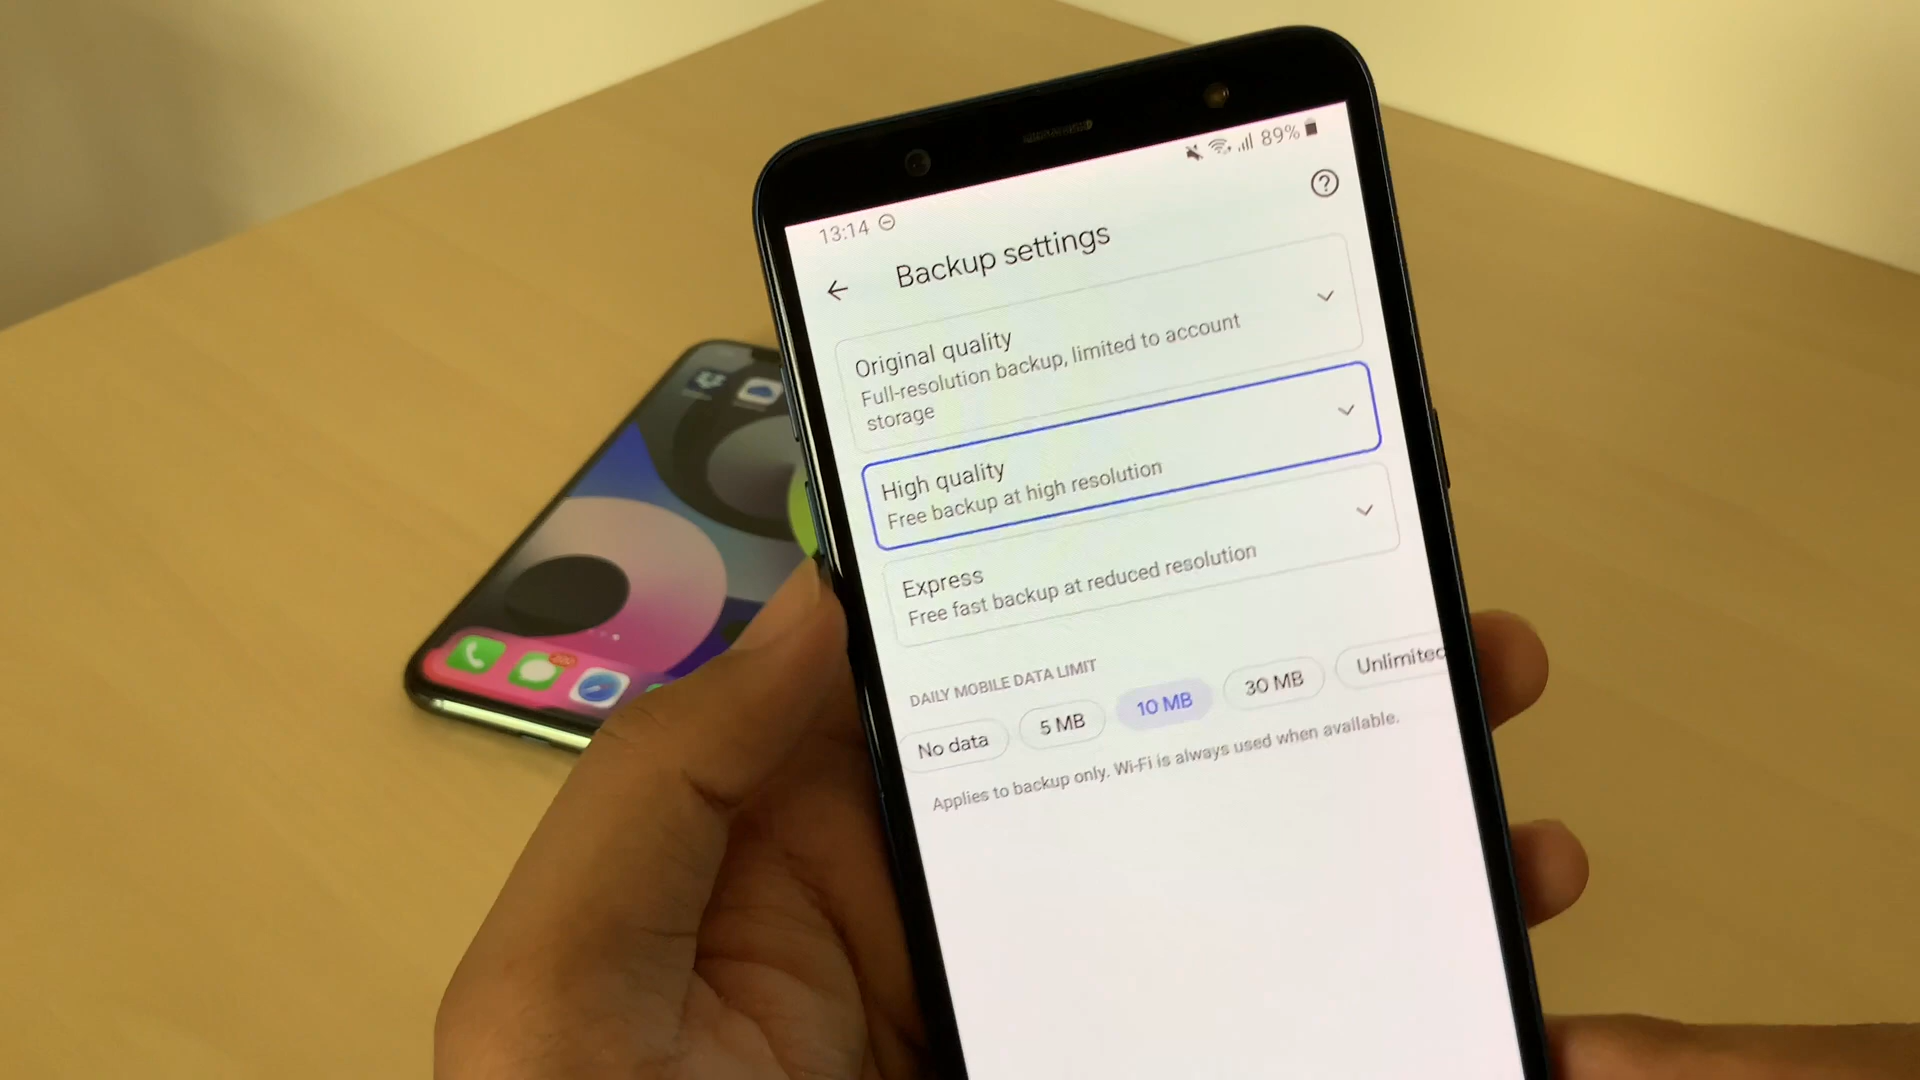 13:14
89%
Backup settings
Original quality
Full-resolution backup, limited to account
storage
High quality
Free backup at high resolution
Express
Free fast backup at reduced resolution
DAILY MOBILE DATA LIMIT
No data 5 MB 10 MB 30 MB Unlimited
Applies to backup only. Wi-Fi is always used when available.